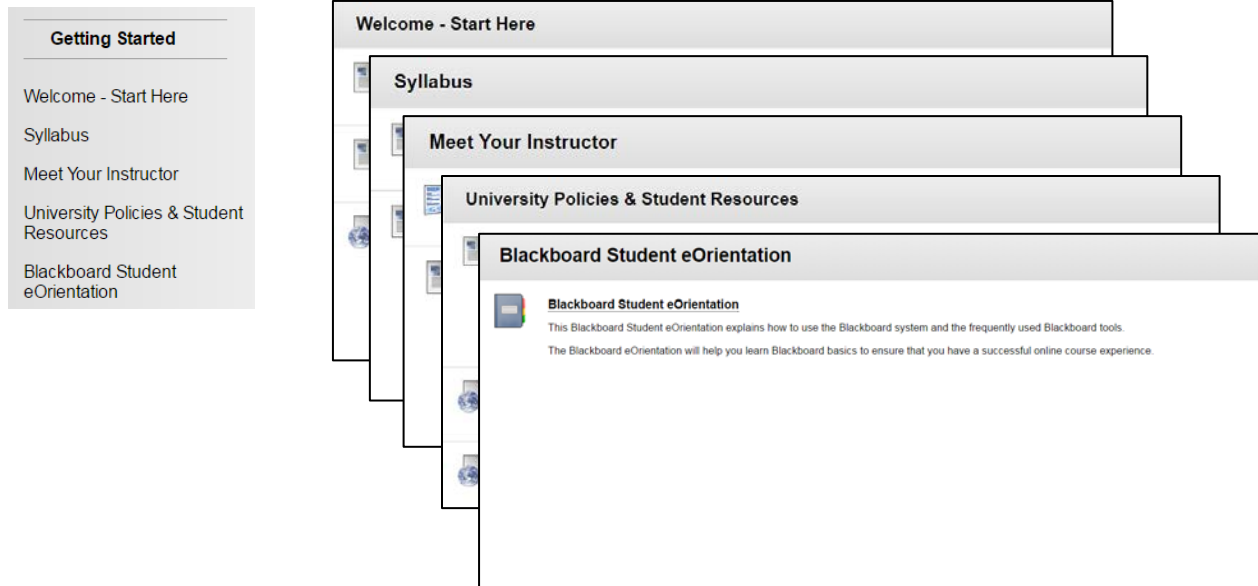 Getting Started
Welcome - Start Here
Syllabus
Meet Your Instructor
University Policies & Student
Resources
Blackboard Student
eOrientation
Welcome - Start Here
Syllabus
Meet Your Instructor
University Policies & Student Resources
Blackboard Student eOrientation
Blackboard Student eOrientation
This Blackboard Student eOrientation explains how to use the Blackboard system and the frequently used Blackboard tools.
The Blackboard eOrientation will help you learn Blackboard basics to ensure that you have a successful online course experience.